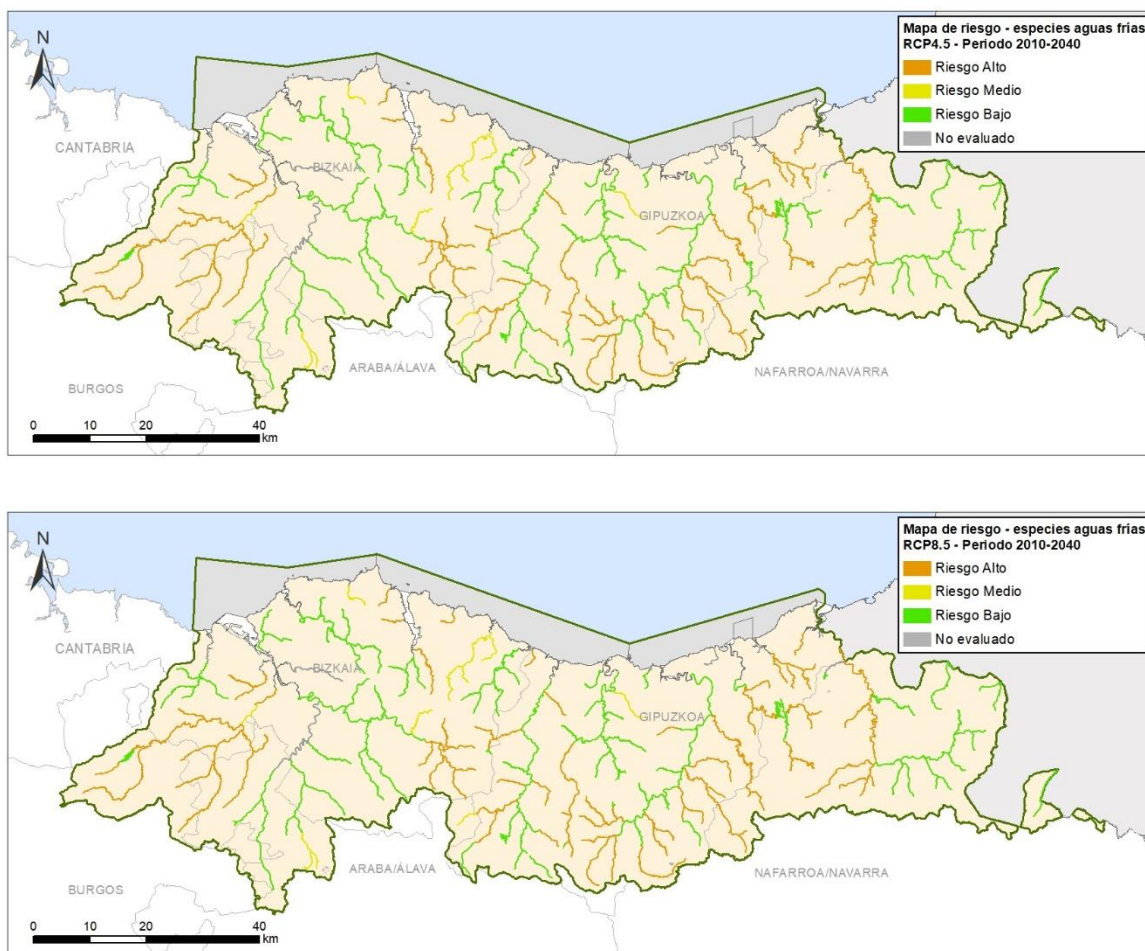 Mapa de riesgo - especies aguas frías
RCP4.5 - Periodo 2010-2040
Riesgo Alto
Riesgo Medio
Riesgo Bajo
No evaluado
N
CANTABRIA
BIZKAIA
GIPUZKOA
ARABA/ÁLAVA
NAFARROA/NAVARRA
BURGOS
0 10 20 40
km
Mapa de riesgo - especies aguas frías
RCP8.5 - Periodo 2010-2040
Riesgo Alto
Riesgo Medio
Riesgo Bajo
No evaluado
N
CANTABRIA
BIZKAIA
GIPUZKOA
ARABA/ÁLAVA
NAFARROA/NAVARRA
BURGOS
0 10 20 40
km